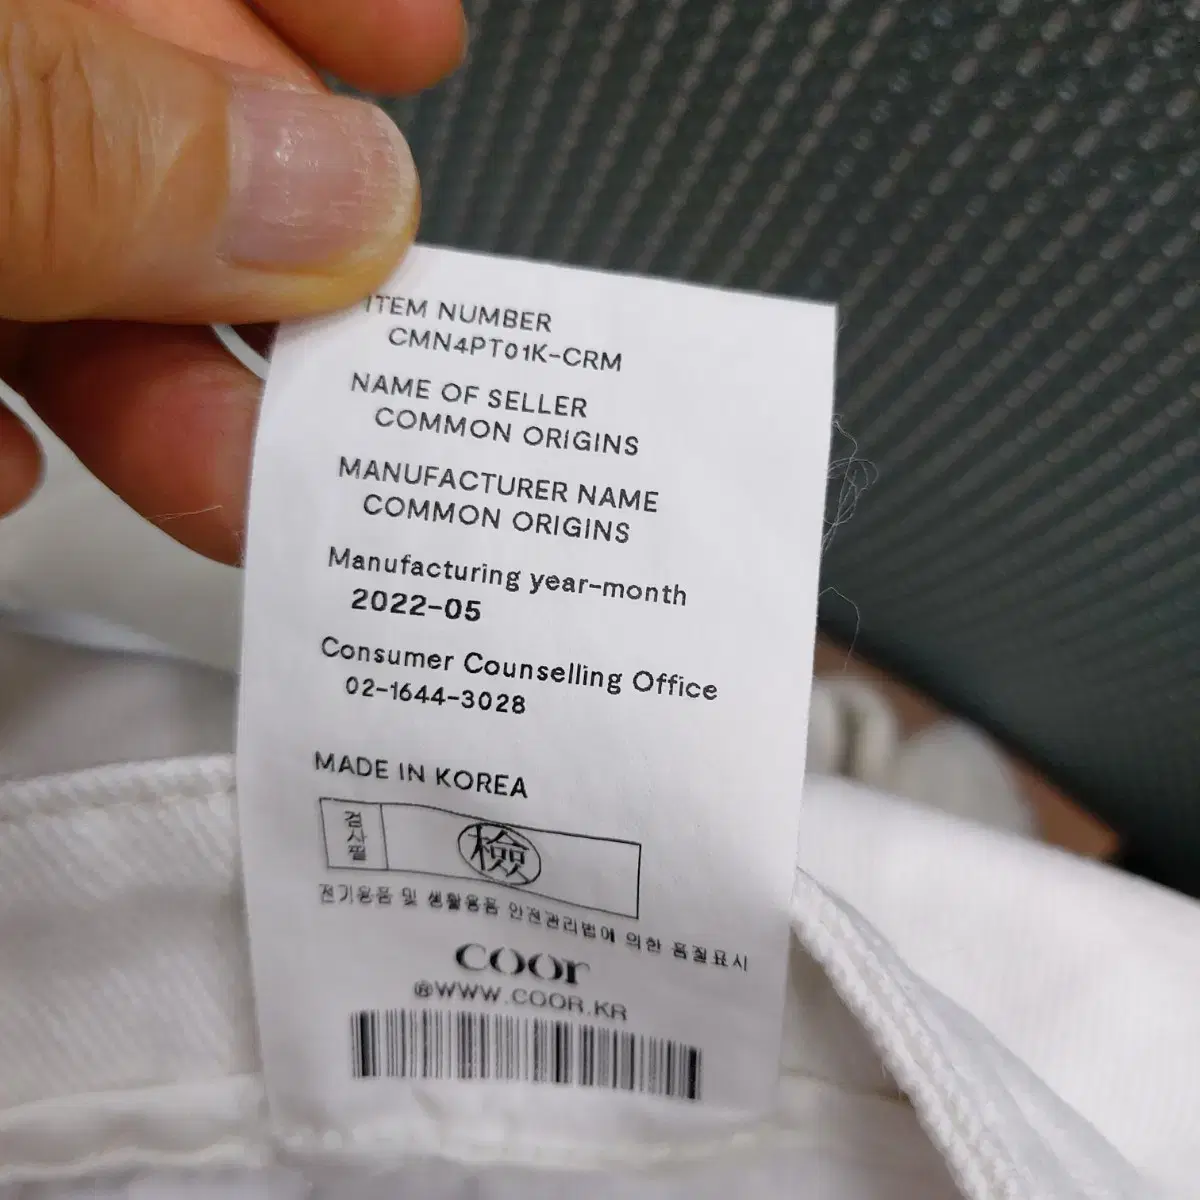 ITEM NUMBER
CMN4PT01K-CRM
NAME OF SELLER
COMMON ORIGINS
MANUFACTURER NAME
COMMON ORIGINS
Manufacturing year-month
2022-05
Consumer Counselling Office
02-1644-3028
MADE IN KOREA
검사필
檢
전기용품 및 생활용품 안전관리법에 의한 품질표시
coor
@WWW.COOR.KR